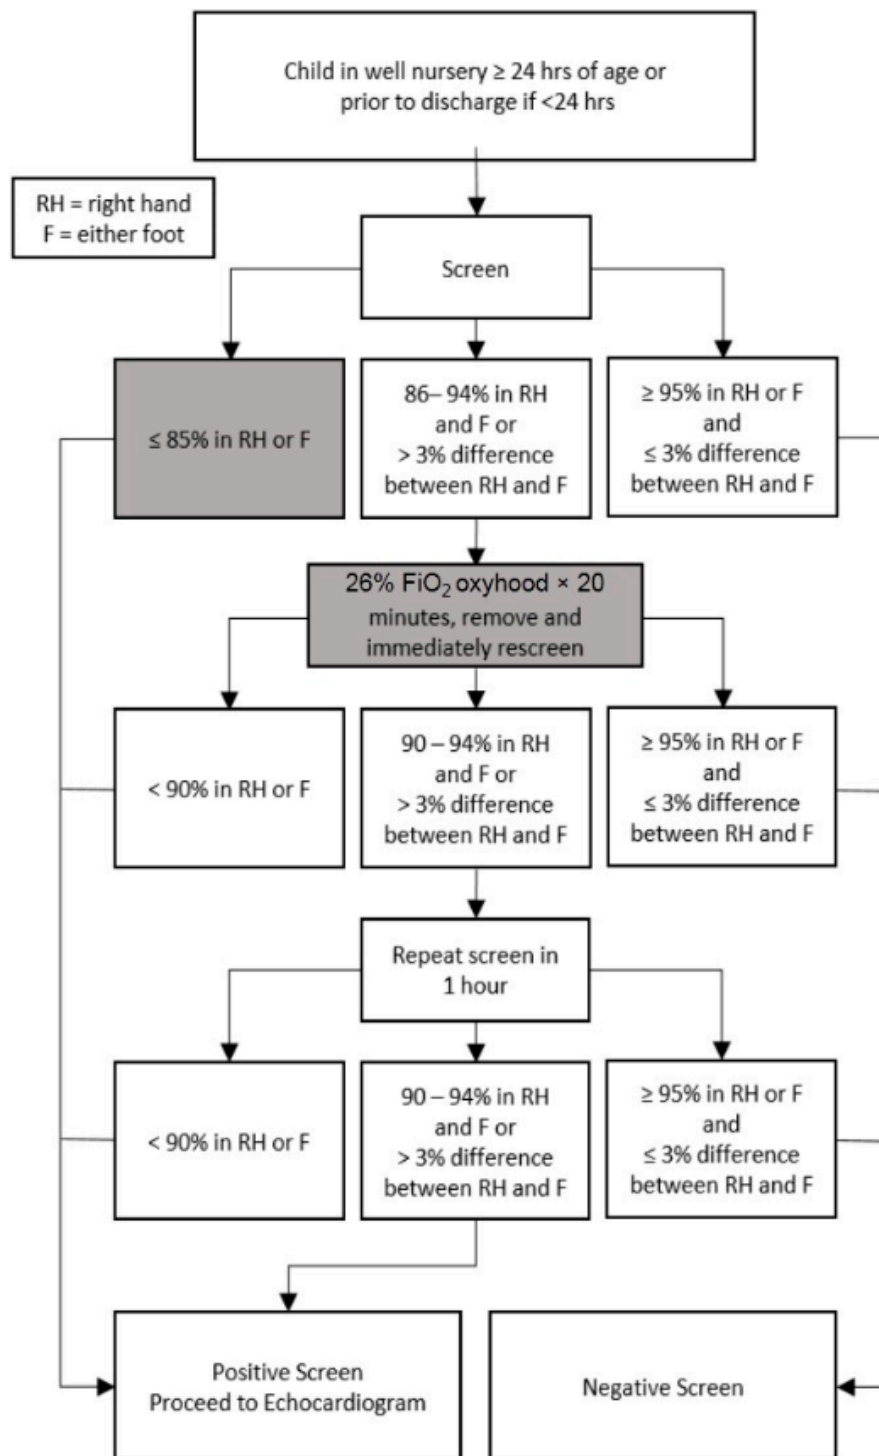 Child in well nursery ≥ 24 hrs of age or
prior to discharge if <24 hrs
RH = right hand
F = either foot
Screen
≤ 85% in RH or F
86– 94% in RH
and F or
> 3% difference
between RH and F
≥ 95% in RH or F
and
≤ 3% difference
between RH and F
26% FiO₂ oxyhood × 20
minutes, remove and
immediately rescreen
< 90% in RH or F
90 – 94% in RH
and F or
> 3% difference
between RH and F
≥ 95% in RH or F
and
≤ 3% difference
between RH and F
Repeat screen in
1 hour
< 90% in RH or F
90 – 94% in RH
and F or
> 3% difference
between RH and F
≥ 95% in RH or F
and
≤ 3% difference
between RH and F
Positive Screen
Proceed to Echocardiogram
Negative Screen